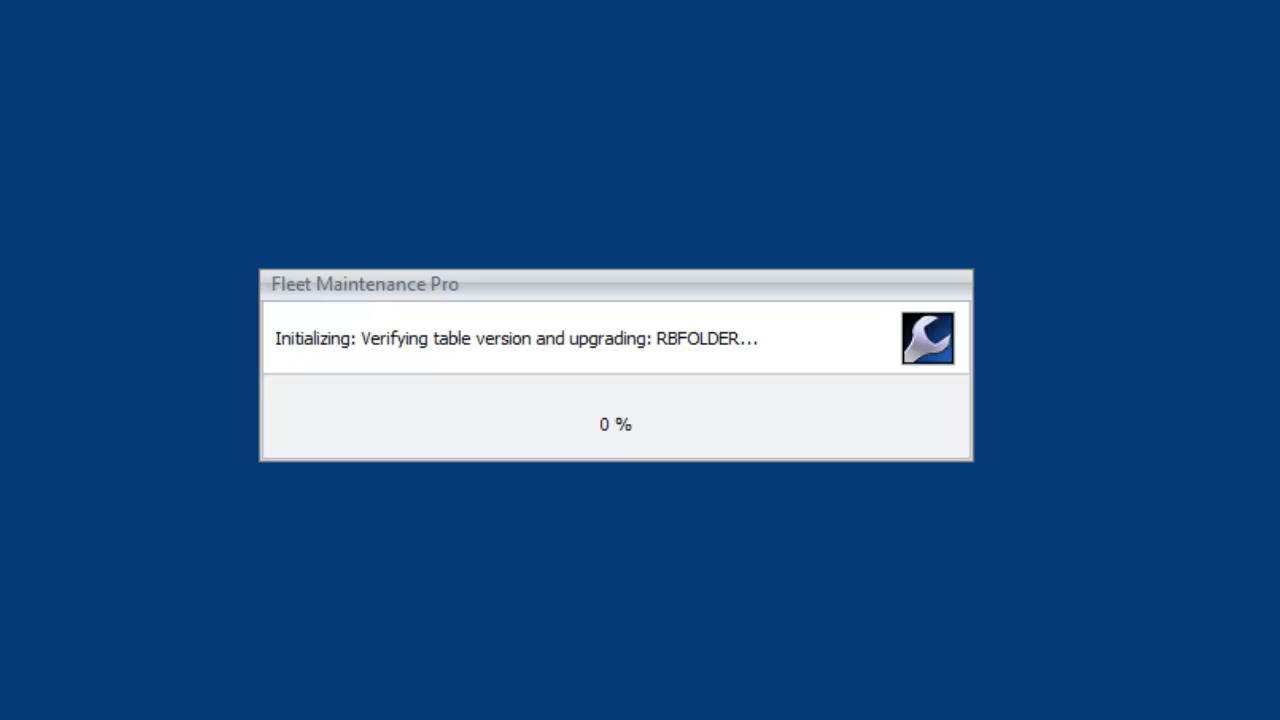 Fleet Maintenance Pro
Initializing: Verifying table version and upgrading: RBFOLDER...
0 %